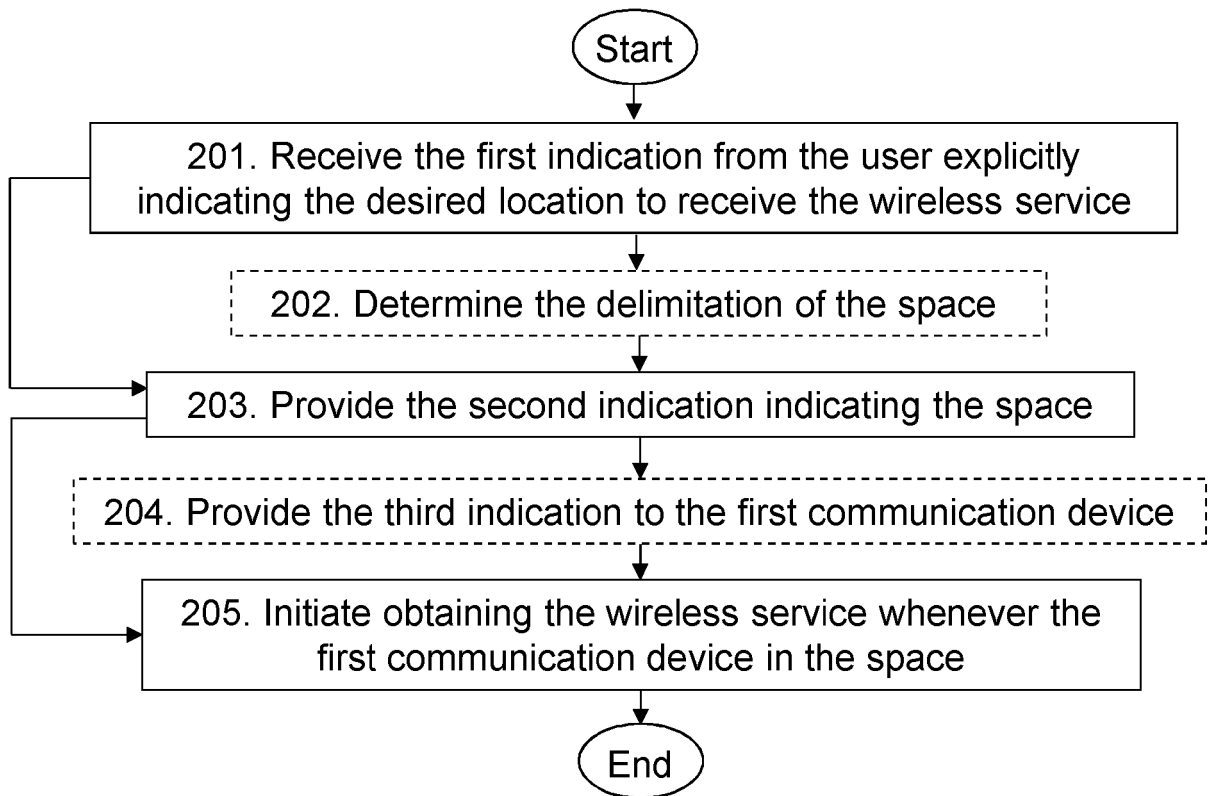 Start
201. Receive the first indication from the user explicitly
indicating the desired location to receive the wireless service
202. Determine the delimitation of the space
203. Provide the second indication indicating the space
204. Provide the third indication to the first communication device
205. Initiate obtaining the wireless service whenever the
first communication device in the space
End